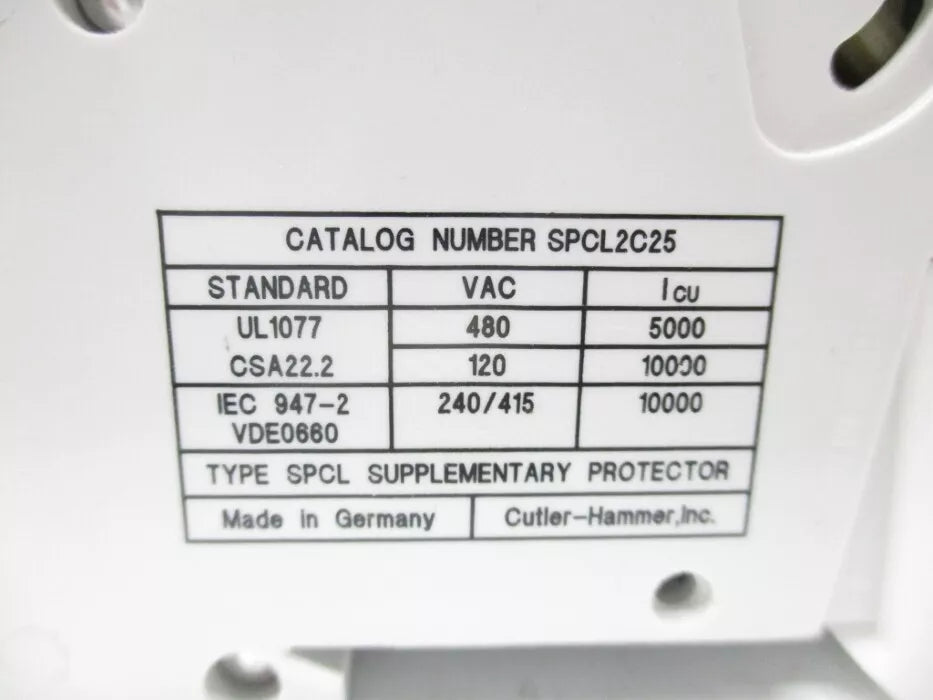 CATALOG NUMBER SPCL2C25
STANDARD VAC Icu
UL1077 480 5000
CSA22.2 120 10000
IEC 947-2 240/415 10000
VDE0660
TYPE SPCL SUPPLEMENTARY PROTECTOR
Made in Germany Cutler-Hammer,Inc.